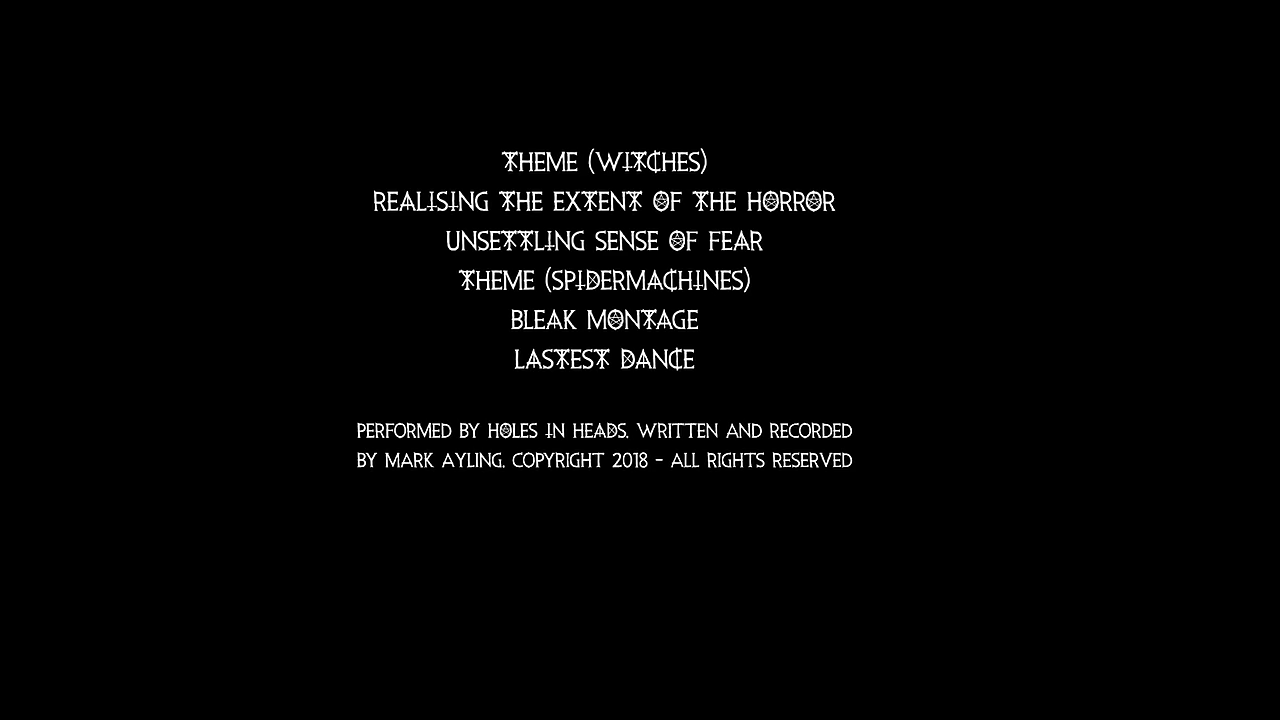 THEME (WITCHES)
REALISING THE EXTENT OF THE HORROR
UNSETTLING SENSE OF FEAR
THEME (SPIDERMACHINES)
BLEAK MONTAGE
LASTEST DANCE
PERFORMED BY HOLES IN HEADS. WRITTEN AND RECORDED
BY MARK AYLING. COPYRIGHT 2018 - ALL RIGHTS RESERVED